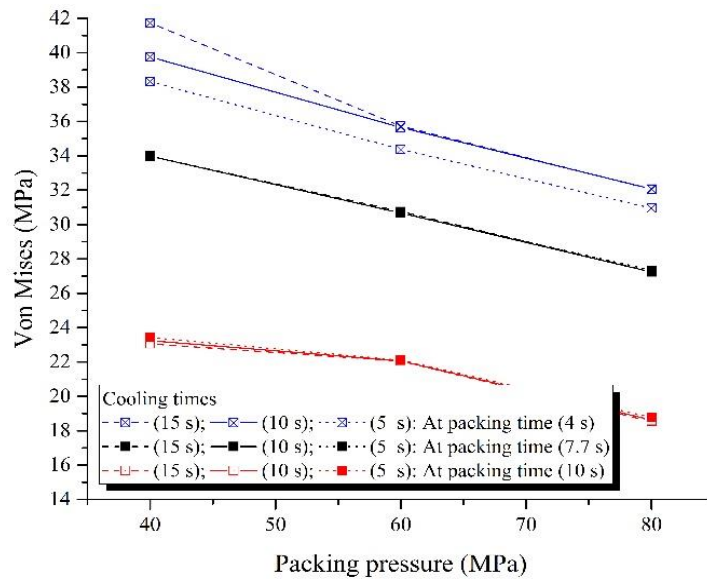 42
40
38
36
34
32
30
28
26
24
22
20
18
16
14
Von Mises (MPa)
Cooling times
(15 s); (10 s); (5 s): At packing time (4 s)
(15 s); (10 s); (5 s): At packing time (7.7 s)
(15 s); (10 s); (5 s): At packing time (10 s)
40 50 60 70 80
Packing pressure (MPa)